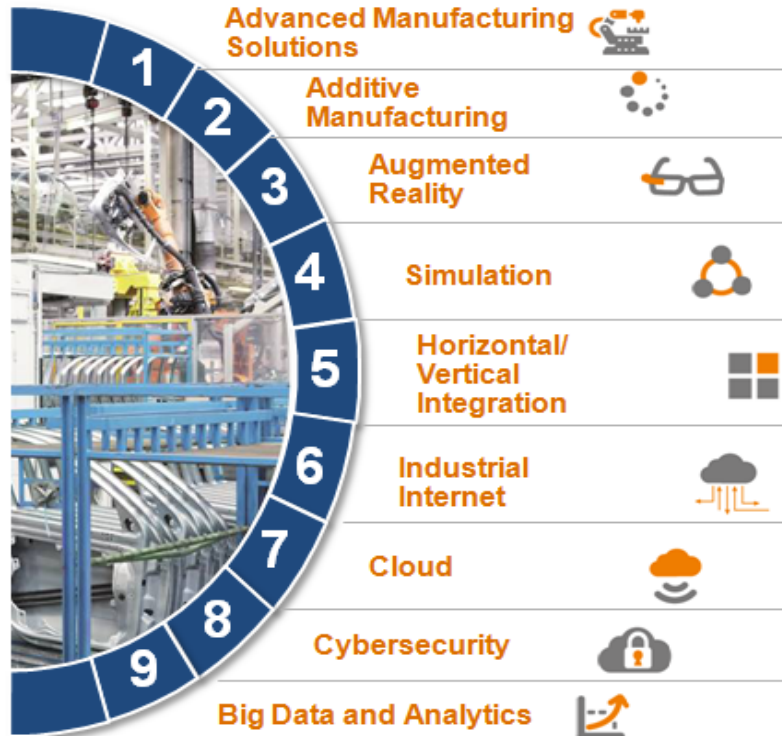 1
Advanced Manufacturing
Solutions
2
Additive
Manufacturing
3
Augmented
Reality
4
Simulation
5
Horizontal/
Vertical
Integration
6
Industrial
Internet
7
Cloud
8
Cybersecurity
9
Big Data and Analytics